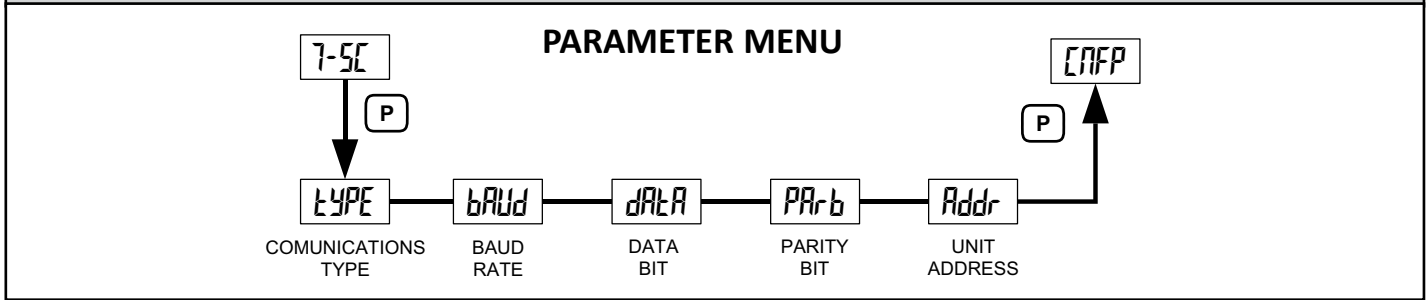 PARAMETER MENU
7-SC
CNFP
P
P
tYPE
bAUd
dAtA
PArb
Addr
COMUNICATIONS
TYPE
BAUD
RATE
DATA
BIT
PARITY
BIT
UNIT
ADDRESS